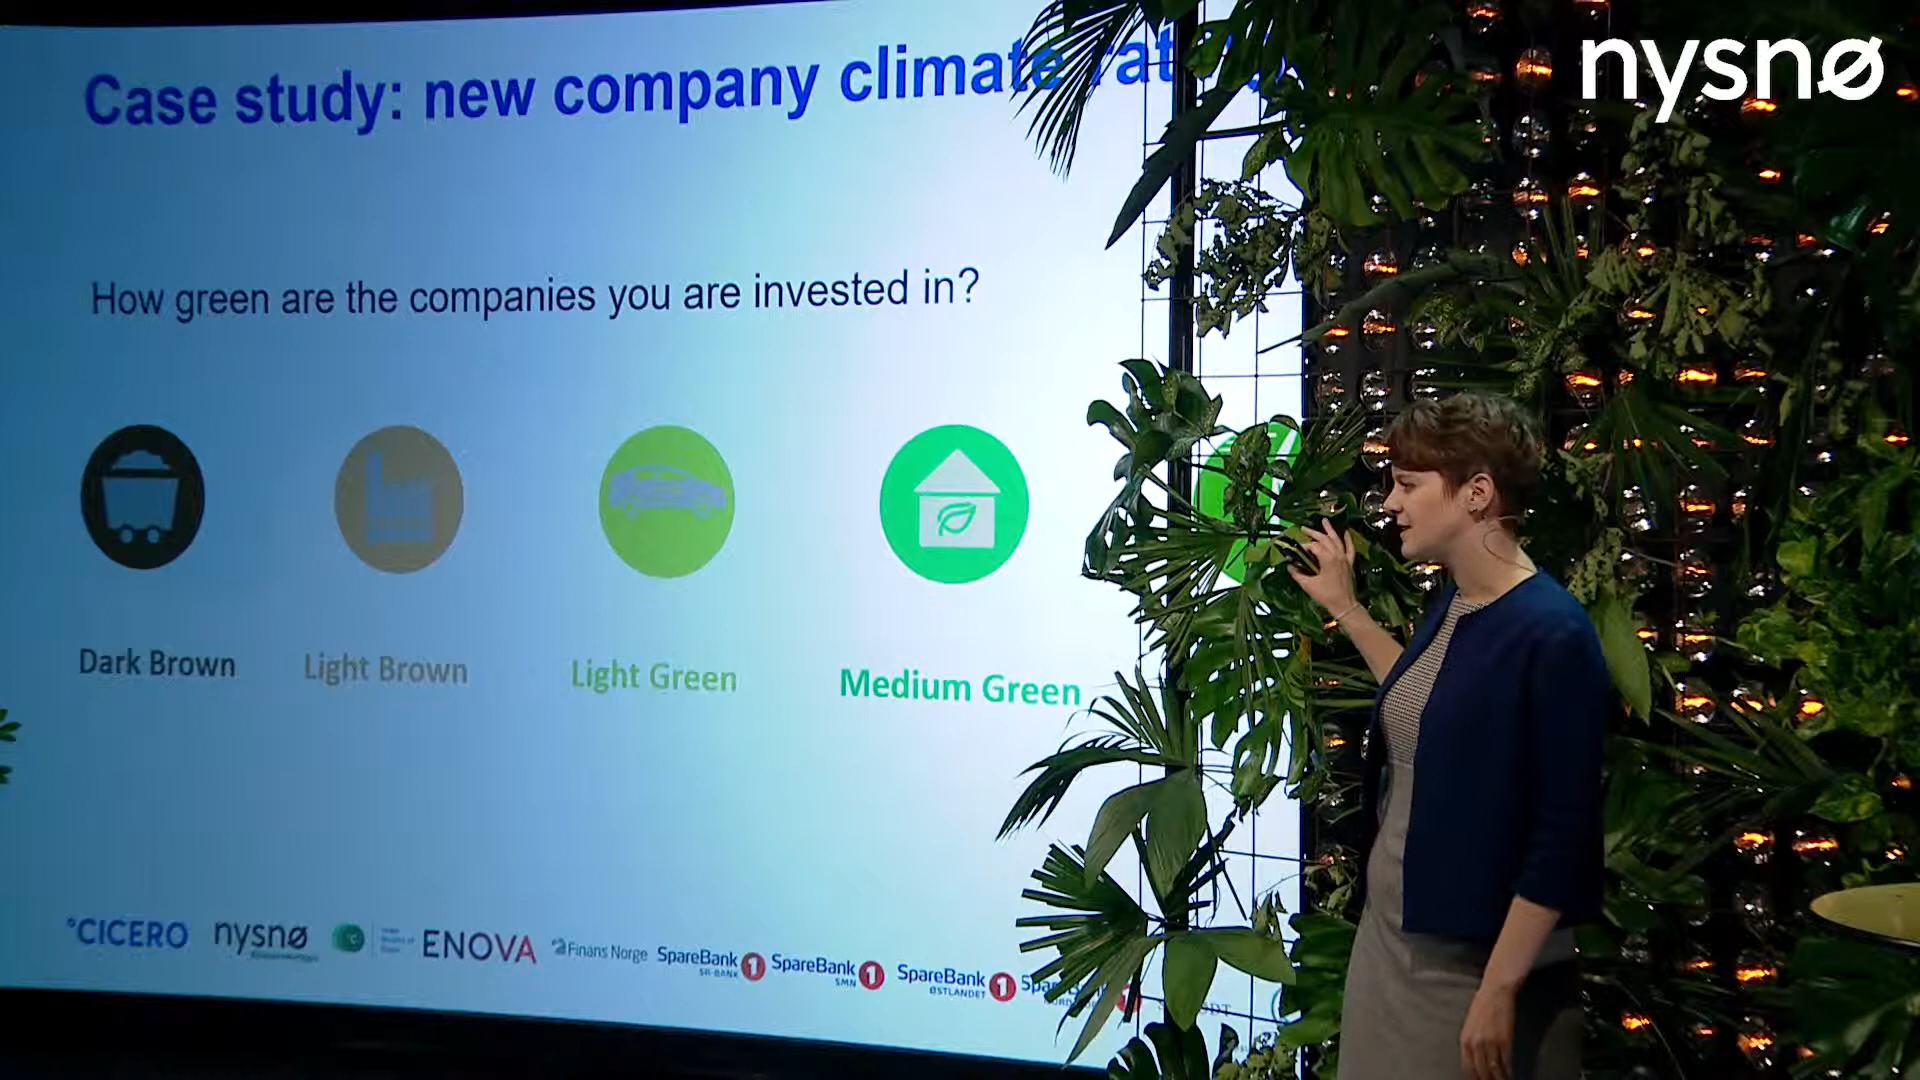 nysnø
Case study: new company climate
How green are the companies you are invested in?
Dark Brown
Light Brown
Light Green
Medium Green
°CICERO
nysnø
ENOVA
Finans Norge
SpareBank 1
SR-BANK
SpareBank 1
SMN
SpareBank 1
ØSTLANDET